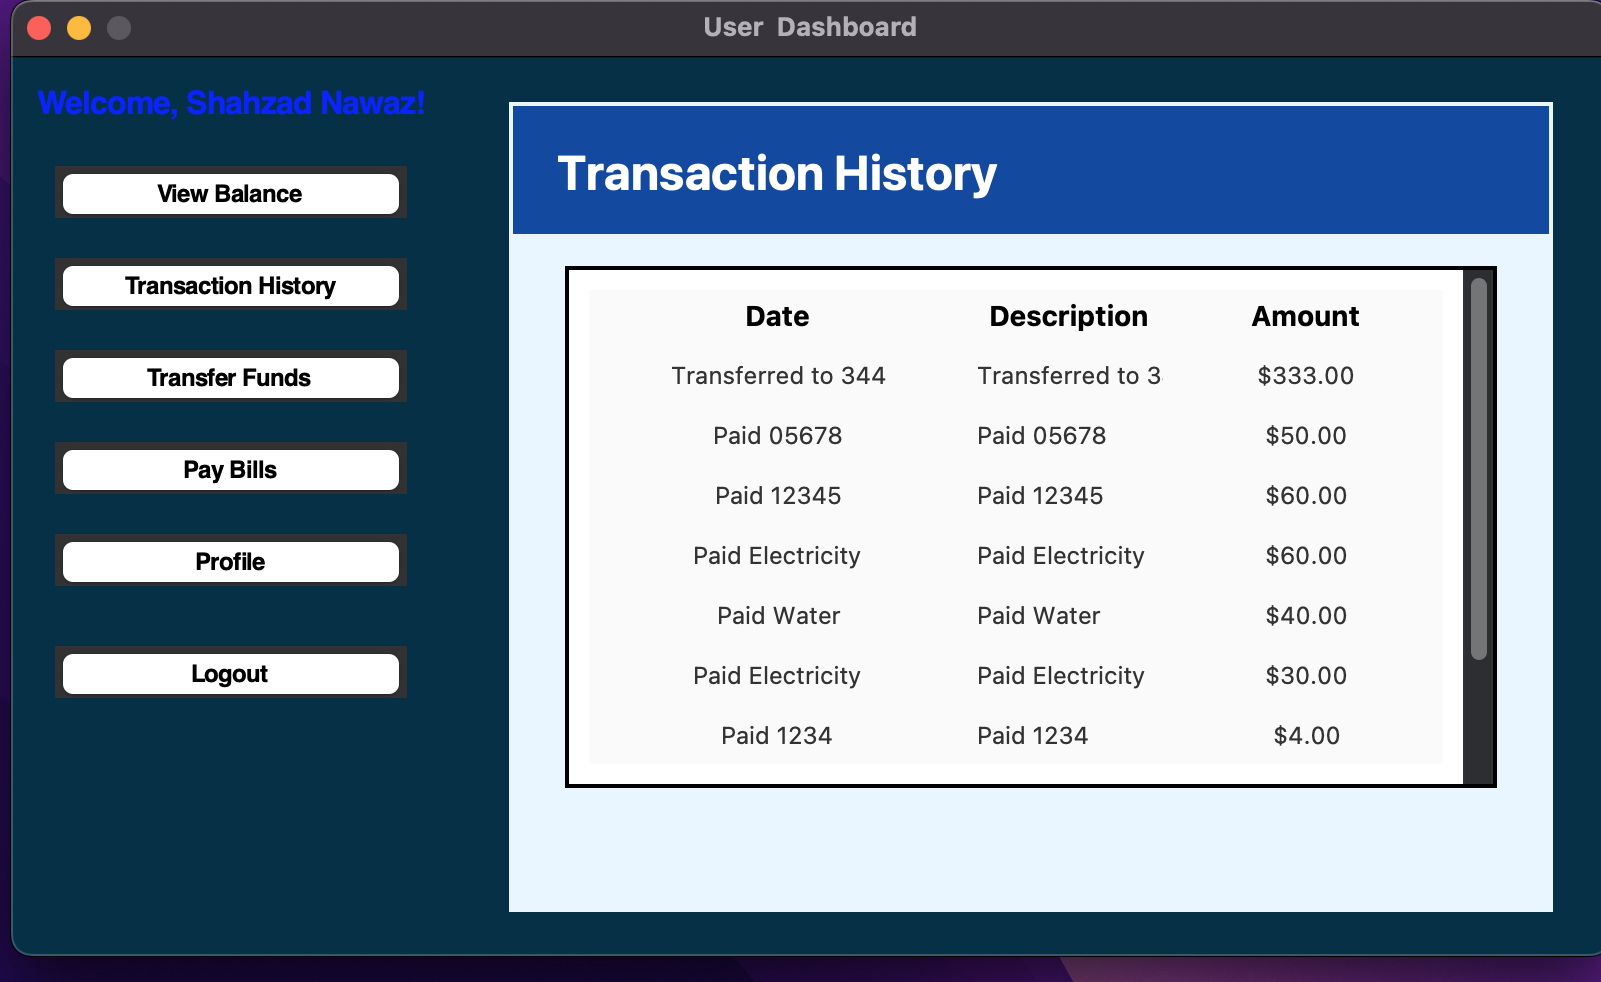 User Dashboard
Welcome, Shahzad Nawaz!
View Balance
Transaction History
Transfer Funds
Pay Bills
Profile
Logout
Transaction History
Date Description Amount
Transferred to 344 Transferred to 3 $333.00
Paid 05678 Paid 05678 $50.00
Paid 12345 Paid 12345 $60.00
Paid Electricity Paid Electricity $60.00
Paid Water Paid Water $40.00
Paid Electricity Paid Electricity $30.00
Paid 1234 Paid 1234 $4.00